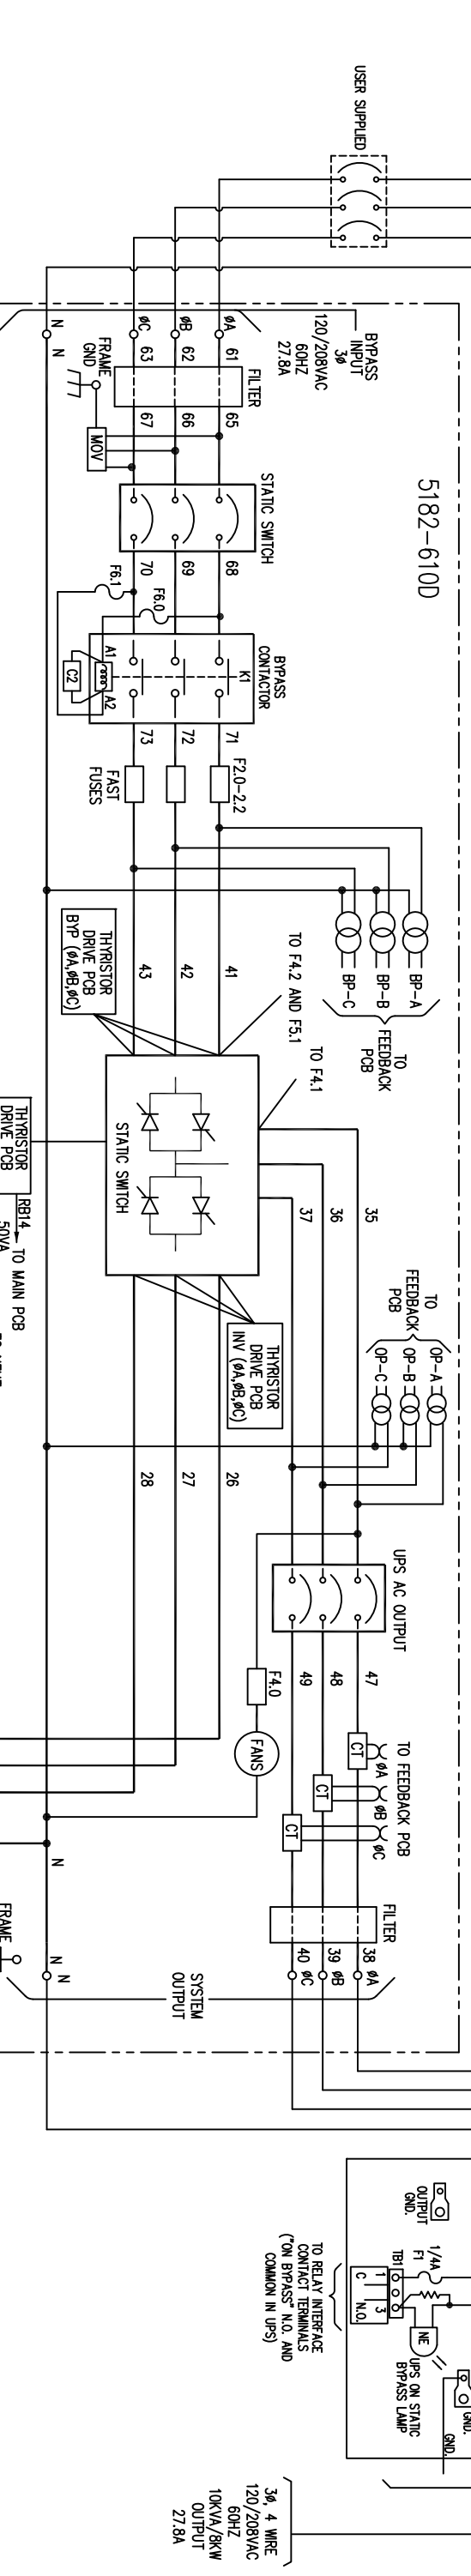 USER SUPPLIED
5182-610D
BYPASS
INPUT
3ø
120/208VAC
60HZ
27.8A
øA
øB
øC
N
61
62
63
N
FILTER
FRAME
GND
65
66
67
MOV
STATIC SWITCH
68
69
70
F6.1
F6.0
BYPASS
CONTACTOR
K1
A1
A2
C2
71
72
73
F2.0-2.2
FAST
FUSES
BP-A
BP-B
BP-C
TO
FEEDBACK
PCB
41
42
43
THYRISTOR
DRIVE PCB
BYP (øA,øB,øC)
TO F4.2 AND F5.1
TO F4.1
STATIC SWITCH
35
36
37
THYRISTOR
DRIVE PCB
RB14
TO MAIN PCB
50VA
TO
FEEDBACK
PCB
OP-A
OP-B
OP-C
THYRISTOR
DRIVE PCB
INV (øA,øB,øC)
26
27
28
UPS AC OUTPUT
47
48
49
F4.0
FANS
CT
CT
CT
øA
øB
øC
TO FEEDBACK PCB
N
FILTER
38 øA
39 øB
40 øC
N
N
FRAME
SYSTEM
OUTPUT
OUTPUT
GND.
1/4A
F1
TB1
1
3
C
N.O.
NE
UPS ON STATIC
BYPASS LAMP
GND.
GND.
TO RELAY INTERFACE
CONTACT TERMINALS
("ON BYPASS" N.O. AND
COMMON IN UPS)
3ø, 4 WIRE
120/208VAC
60HZ
10KVA/8KW
OUTPUT
27.8A